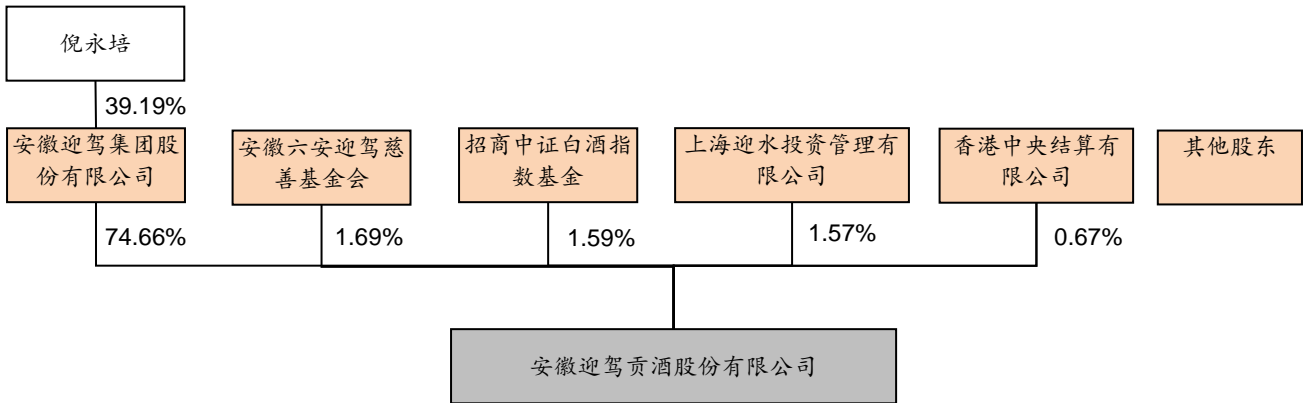 倪永培
39.19%
安徽迎驾集团股
份有限公司
安徽六安迎驾慈
善基金会
招商中证白酒指
数基金
上海迎水投资管理有
限公司
香港中央结算有
限公司
其他股东
74.66%
1.69%
1.59%
1.57%
0.67%
安徽迎驾贡酒股份有限公司